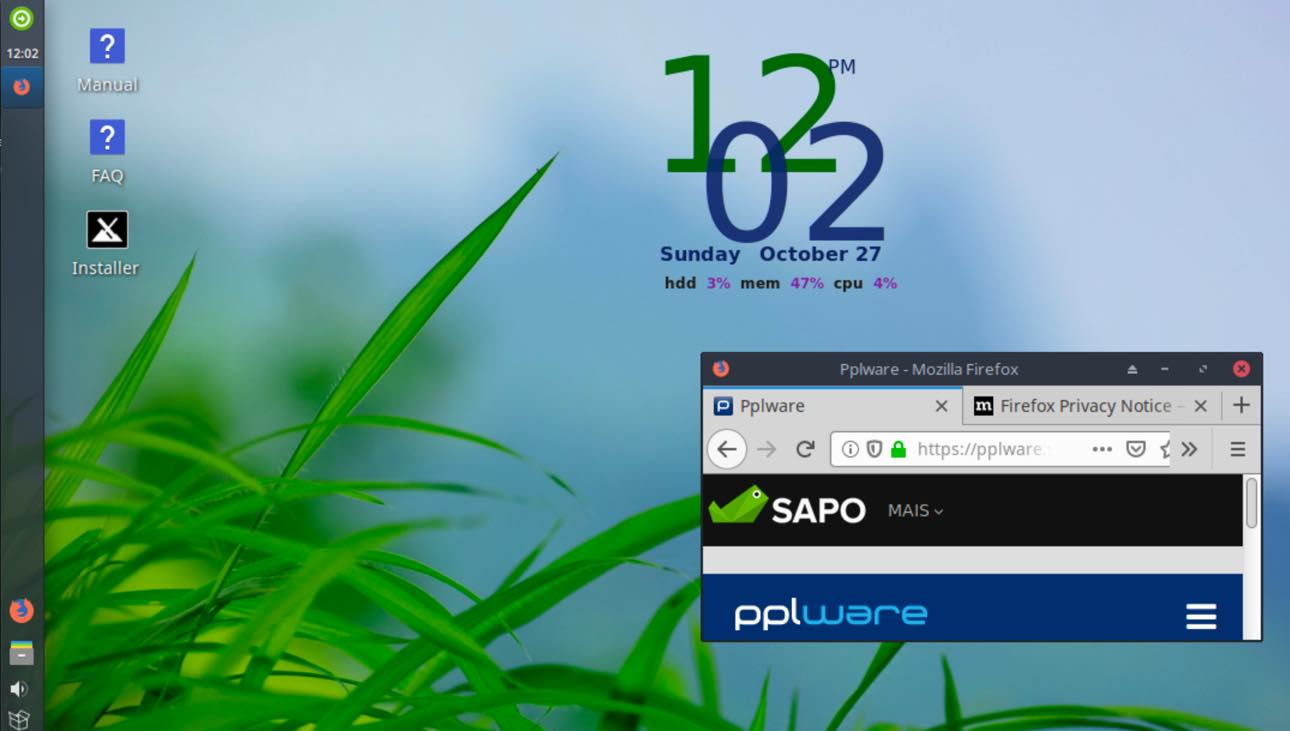 12:02
Manual
FAQ
Installer
12 PM
02
Sunday October 27
hdd 3% mem 47% cpu 4%
Pplware - Mozilla Firefox
Pplware
Firefox Privacy Notice –
https://pplware.
SAPO MAIS
pplware